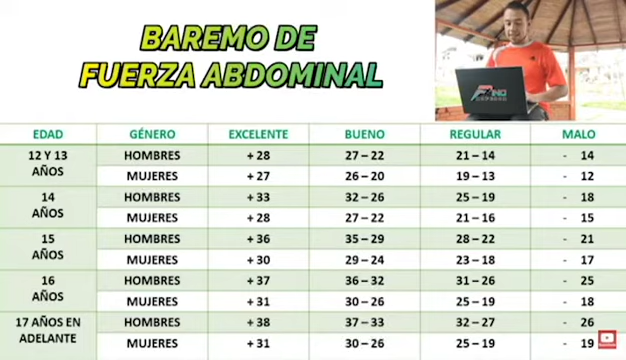 BAREMO DE
FUERZA ABDOMINAL
EDAD GÉNERO EXCELENTE BUENO REGULAR MALO
12 Y 13 AÑOS HOMBRES + 28 27 – 22 21 – 14 - 14
MUJERES + 27 26 – 20 19 – 13 - 12
14 AÑOS HOMBRES + 33 32 – 26 25 – 19 - 18
MUJERES + 28 27 – 22 21 – 16 - 15
15 AÑOS HOMBRES + 36 35 – 29 28 – 22 - 21
MUJERES + 30 29 – 24 23 – 18 - 17
16 AÑOS HOMBRES + 37 36 – 32 31 – 26 - 25
MUJERES + 31 30 – 26 25 – 19 - 18
17 AÑOS EN ADELANTE HOMBRES + 38 37 – 33 32 – 27 - 26
MUJERES + 31 30 – 26 25 – 19 - 19